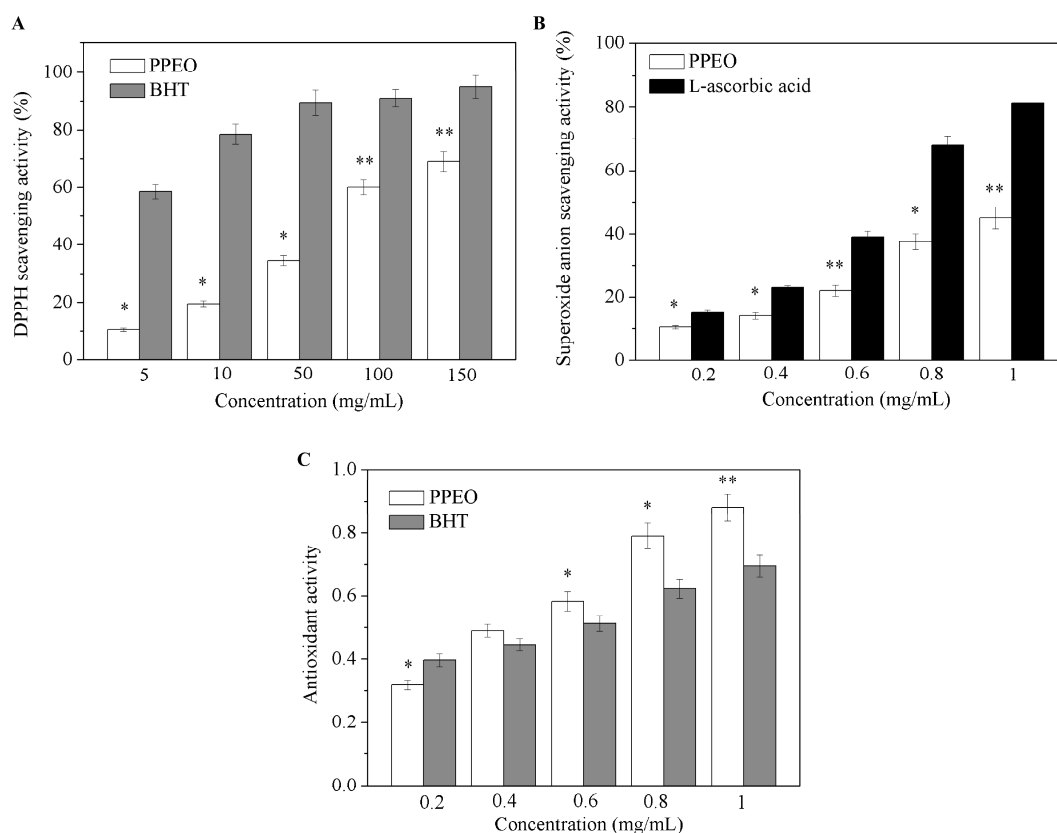 A
DPPH scavenging activity (%)
100
80
60
40
20
0
PPEO
BHT
*
*
*
**
**
5 10 50 100 150
Concentration (mg/mL)
B
Superoxide anion scavenging activity (%)
100
80
60
40
20
0
PPEO
L-ascorbic acid
*
*
**
*
**
0.2 0.4 0.6 0.8 1
Concentration (mg/mL)
C
Antioxidant activity
1.0
0.8
0.6
0.4
0.2
0.0
PPEO
BHT
*
*
*
**
0.2 0.4 0.6 0.8 1
Concentration (mg/mL)